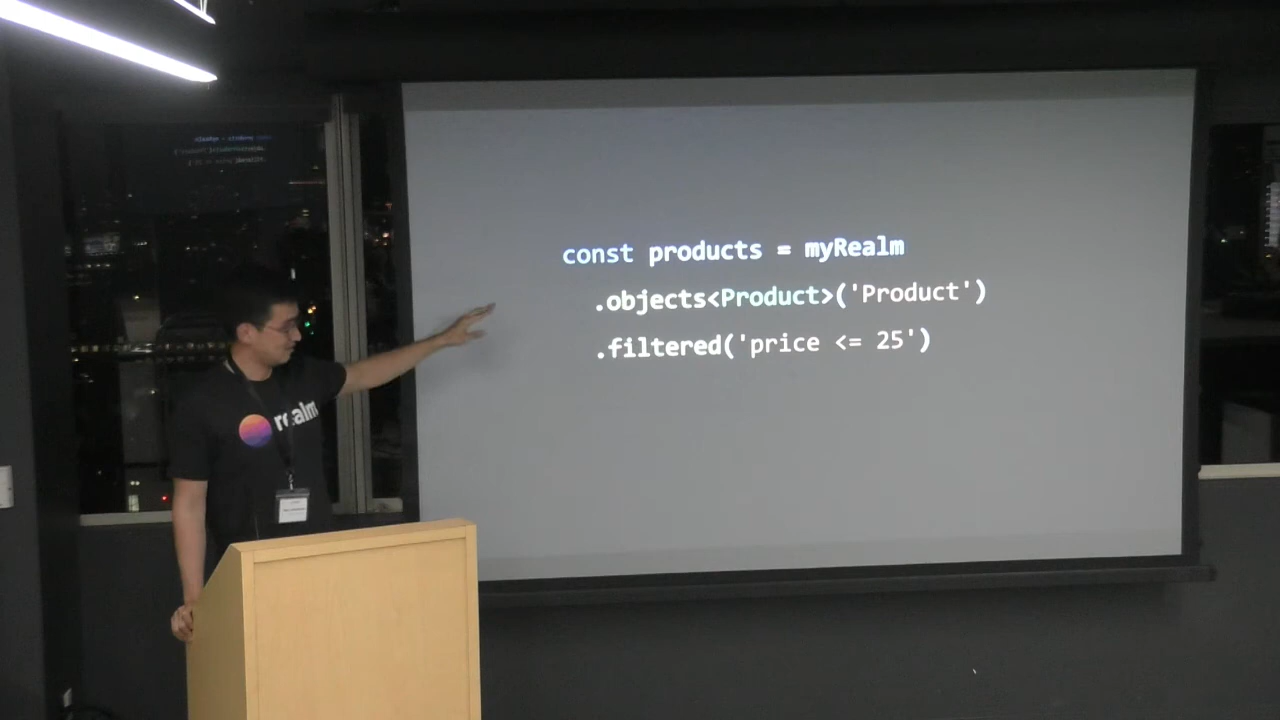 const products = myRealm
.objects<Product>('Product')
.filtered('price <= 25')
realm